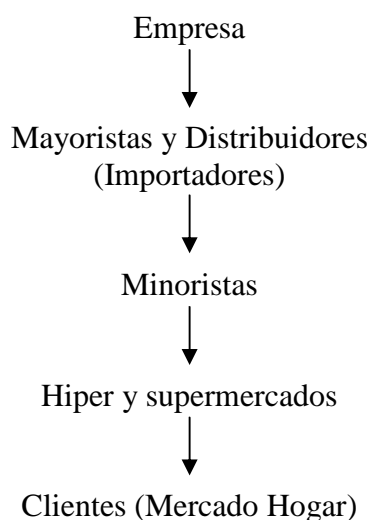 Empresa
Mayoristas y Distribuidores
(Importadores)
Minoristas
Hiper y supermercados
Clientes (Mercado Hogar)